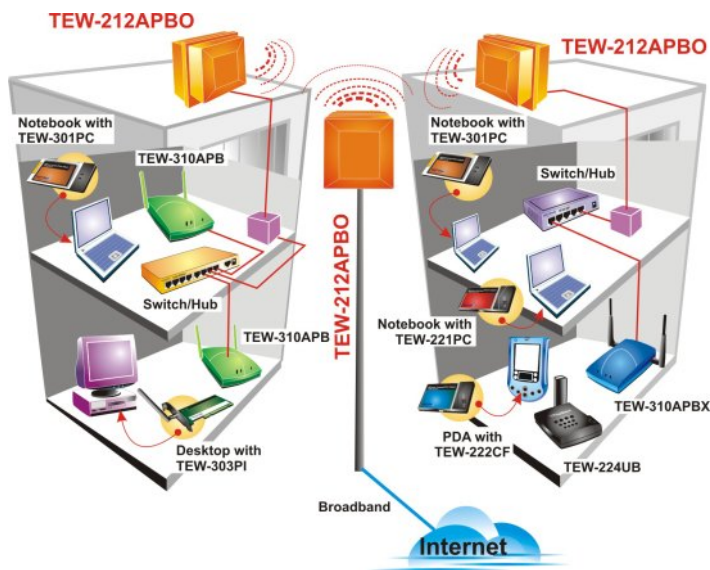 TEW-212APBO
TEW-212APBO
Notebook with
TEW-301PC
TEW-310APB
Switch/Hub
TEW-310APB
Desktop with
TEW-303PI
TEW-212APBO
Broadband
Internet
Notebook with
TEW-301PC
Switch/Hub
Notebook with
TEW-221PC
TEW-310APBX
PDA with
TEW-222CF
TEW-224UB